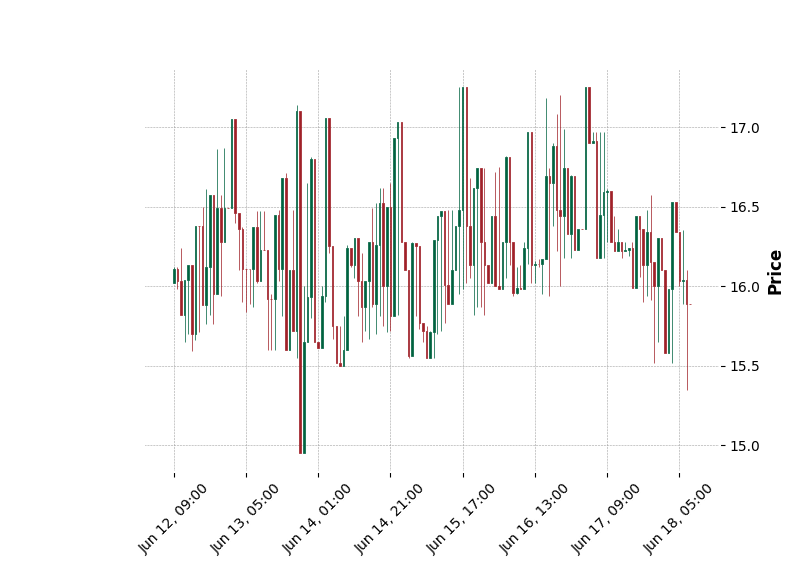 17.0
16.5
16.0
15.5
15.0
Price
Jun 12, 09:00
Jun 13, 05:00
Jun 14, 01:00
Jun 14, 21:00
Jun 15, 17:00
Jun 16, 13:00
Jun 17, 09:00
Jun 18, 05:00